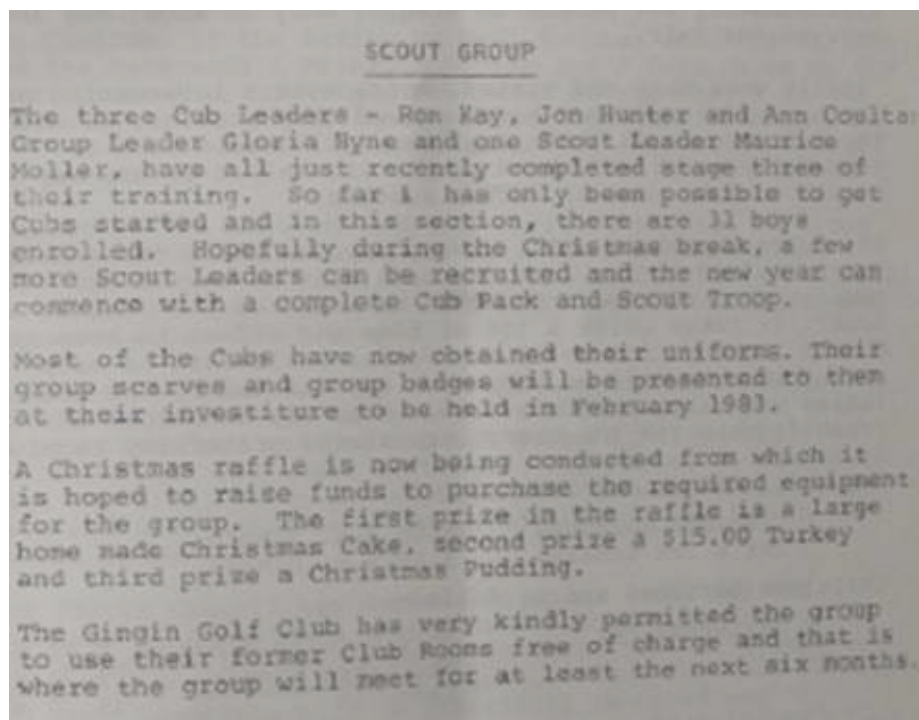 SCOUT GROUP
The three Cub Leaders - Ron Kay, Jon Hunter and Ann Coulter
Group Leader Gloria Hyne and one Scout Leader Maurice
Moller, have all just recently completed stage three of
their training. So far i has only been possible to get
Cubs started and in this section, there are 11 boys
enrolled. Hopefully during the Christmas break, a few
more Scout Leaders can be recruited and the new year can
commence with a complete Cub Pack and Scout Troop.
Most of the Cubs have now obtained their uniforms. Their
group scarves and group badges will be presented to them
at their investiture to be held in February 1983.
A Christmas raffle is now being conducted from which it
is hoped to raise funds to purchase the required equipment
for the group. The first prize in the raffle is a large
home made Christmas Cake, second prize a $15.00 Turkey
and third prize a Christmas Pudding.
The Gingin Golf Club has very kindly permitted the group
to use their former Club Rooms free of charge and that is
where the group will meet for at least the next six months.